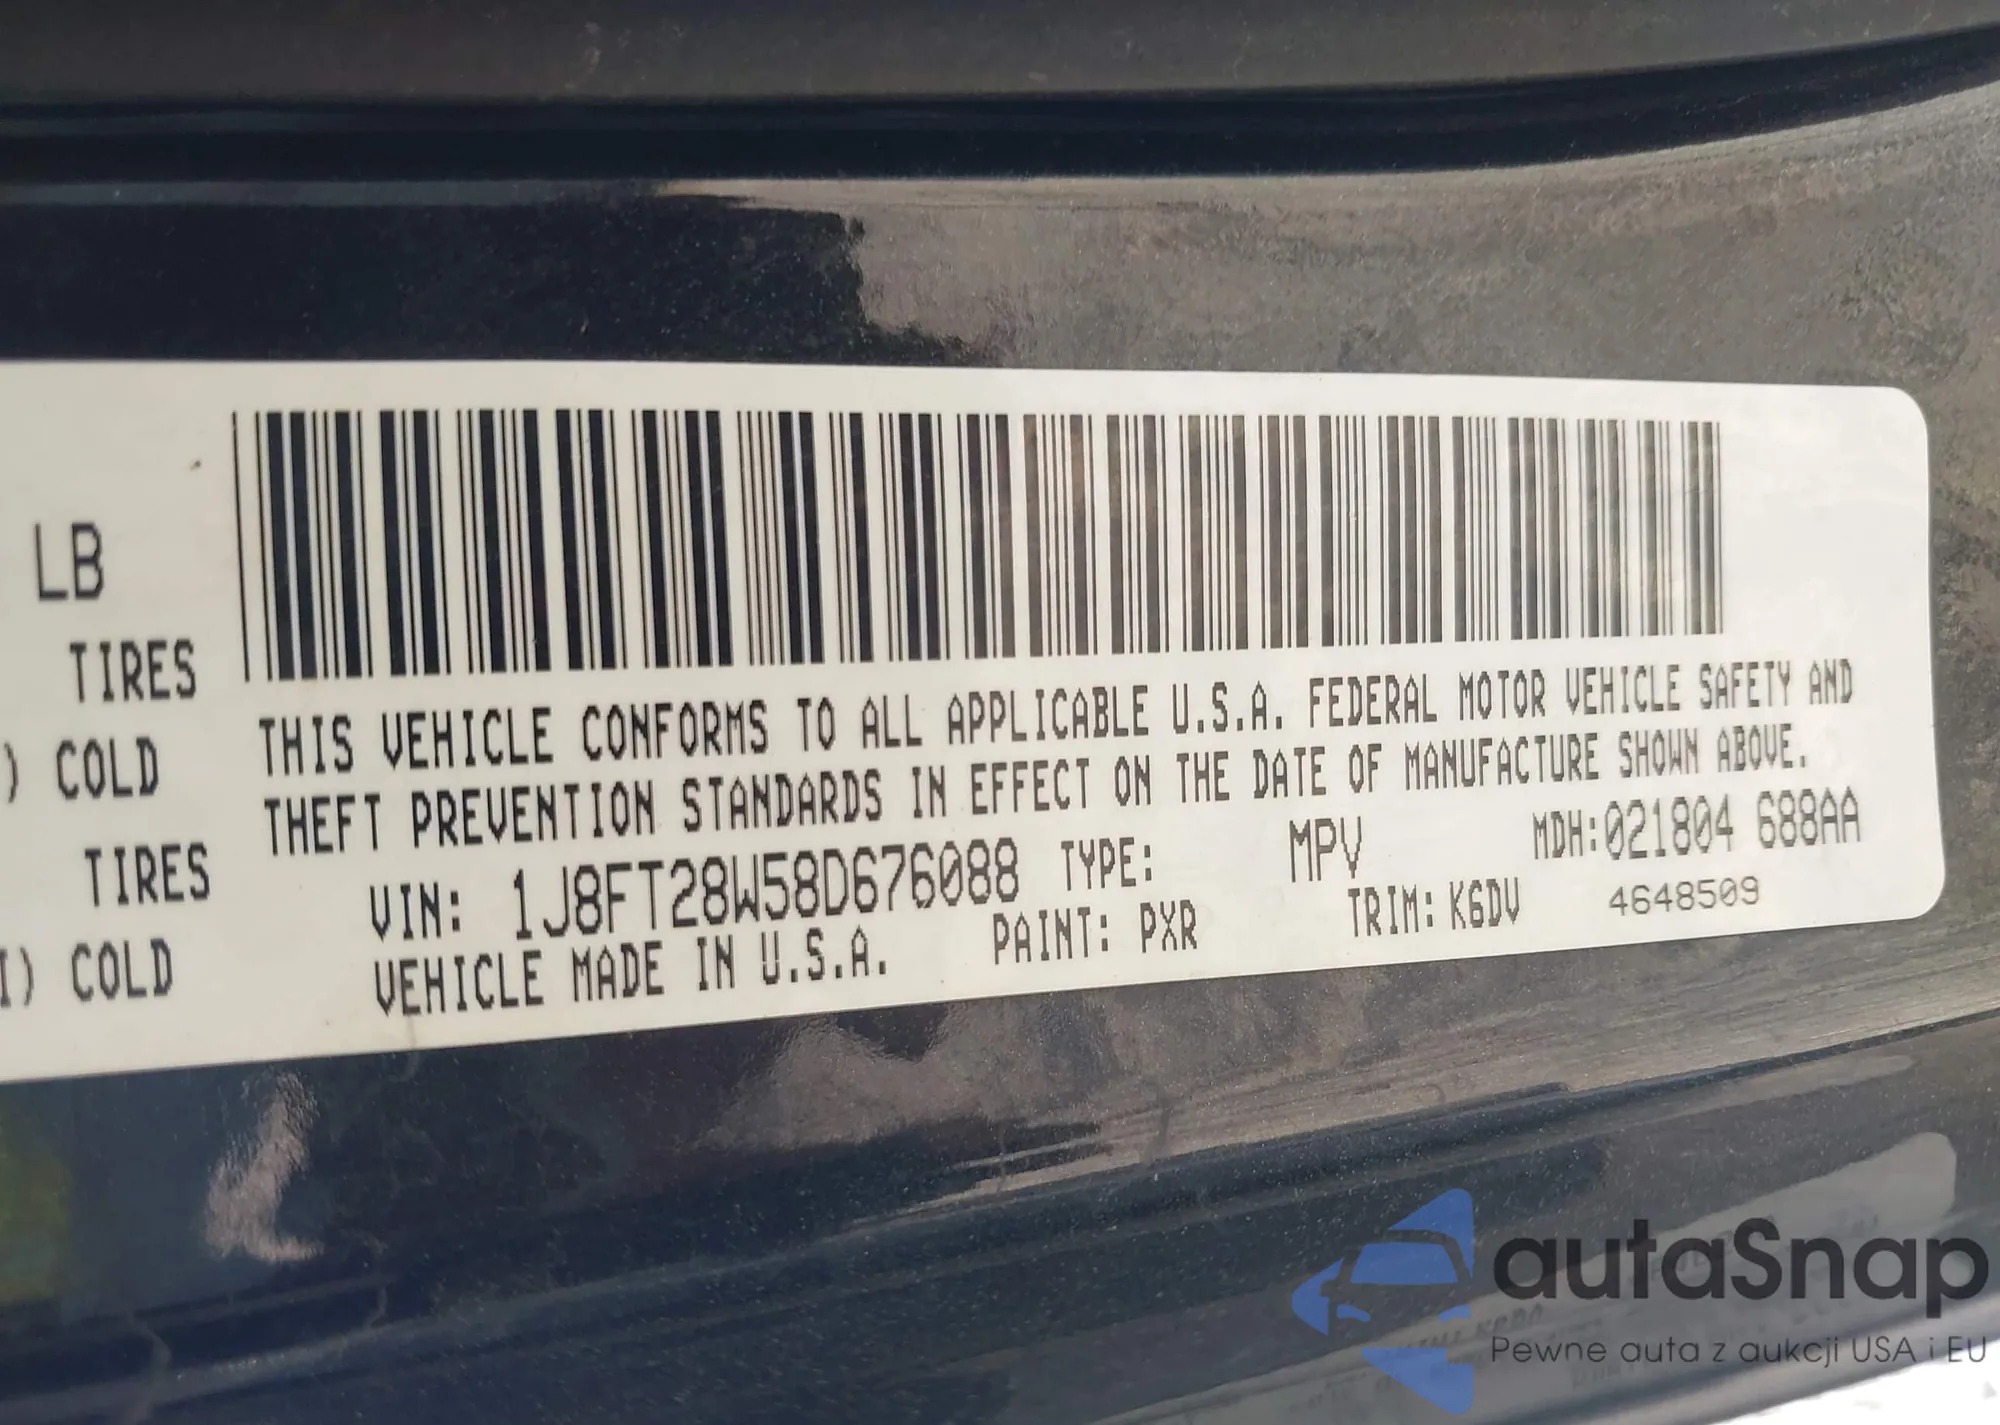 LB
TIRES
) COLD
TIRES
I) COLD
THIS VEHICLE CONFORMS TO ALL APPLICABLE U.S.A. FEDERAL MOTOR VEHICLE SAFETY AND
THEFT PREVENTION STANDARDS IN EFFECT ON THE DATE OF MANUFACTURE SHOWN ABOVE.
VIN: 1J8FT28W58D676088 TYPE: MPV MDH:021804 688AA
VEHICLE MADE IN U.S.A. PAINT: PXR TRIM: K6DV 4648509
autaSnap
Pewne auta z aukcji USA i EU